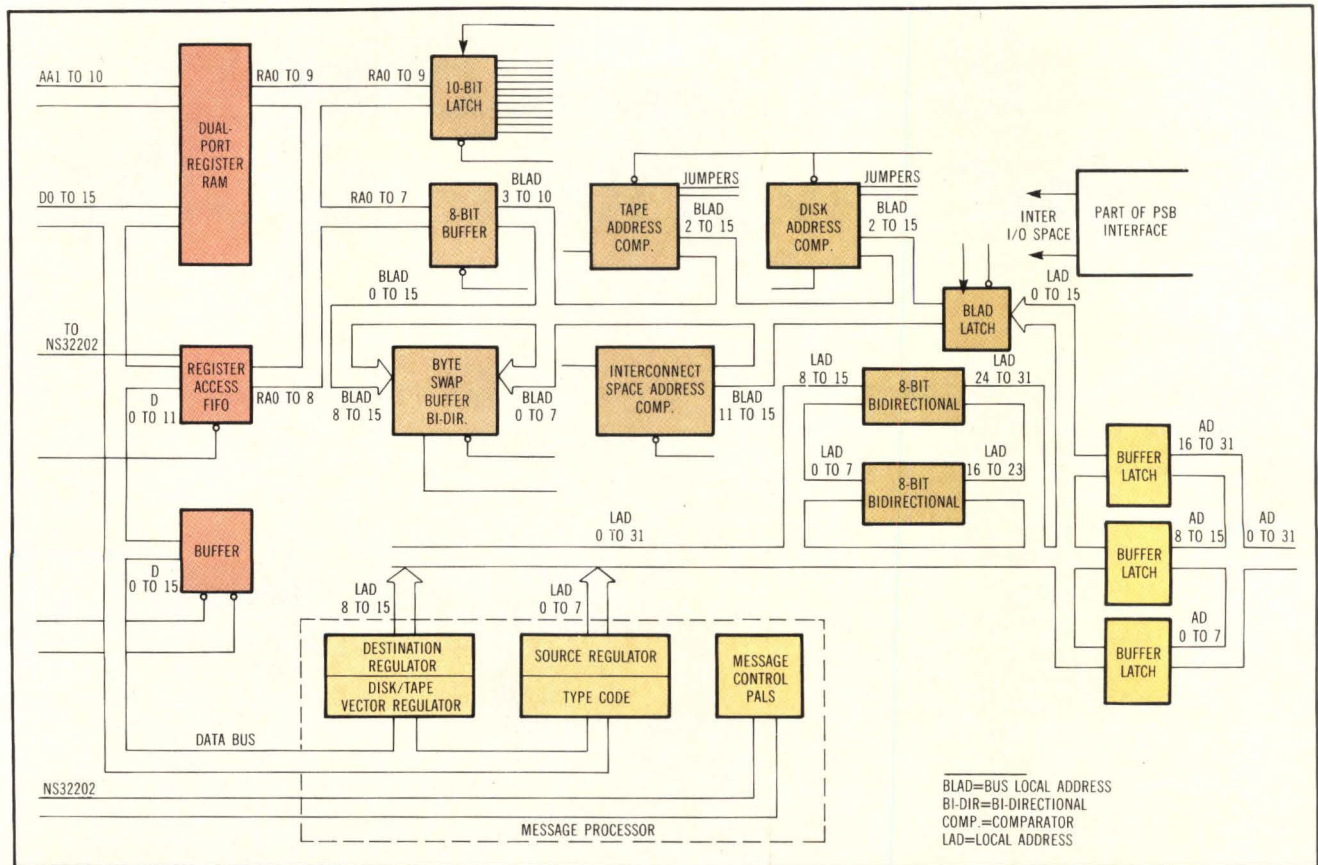 AA1 TO 10
DUAL-
PORT
REGISTER
RAM
RA0 TO 9
RA0 TO 9
10-BIT
LATCH
D0 TO 15
RA0 TO 7
8-BIT
BUFFER
BLAD
3 TO 10
TAPE
ADDRESS
COMP.
JUMPERS
BLAD
2 TO 15
DISK
ADDRESS
COMP.
JUMPERS
BLAD
2 TO 15
INTER
I/O SPACE
PART OF PSB
INTERFACE
BLAD
0 TO 15
LAD
0 TO 15
BLAD
LATCH
TO
NS32202
REGISTER
ACCESS
FIFO
D
0 TO 11
RA0 TO 8
BLAD
8 TO 15
BYTE
SWAP
BUFFER
BI-DIR.
BLAD
0 TO 7
INTERCONNECT
SPACE ADDRESS
COMP.
BLAD
11 TO 15
LAD
8 TO 15
8-BIT
BIDIRECTIONAL
LAD
24 TO 31
LAD
0 TO 7
8-BIT
BIDIRECTIONAL
LAD
16 TO 23
BUFFER
LATCH
AD
16 TO 31
BUFFER
D
0 TO 15
LAD
0 TO 31
BUFFER
LATCH
AD
8 TO 15
AD
0 TO 31
LAD
8 TO 15
LAD
0 TO 7
BUFFER
LATCH
AD
0 TO 7
DESTINATION
REGULATOR
DISK/TAPE
VECTOR REGULATOR
SOURCE REGULATOR
TYPE CODE
MESSAGE
CONTROL
PALS
DATA BUS
NS32202
MESSAGE PROCESSOR
BLAD=BUS LOCAL ADDRESS
BI-DIR=BI-DIRECTIONAL
COMP.=COMPARATOR
LAD=LOCAL ADDRESS